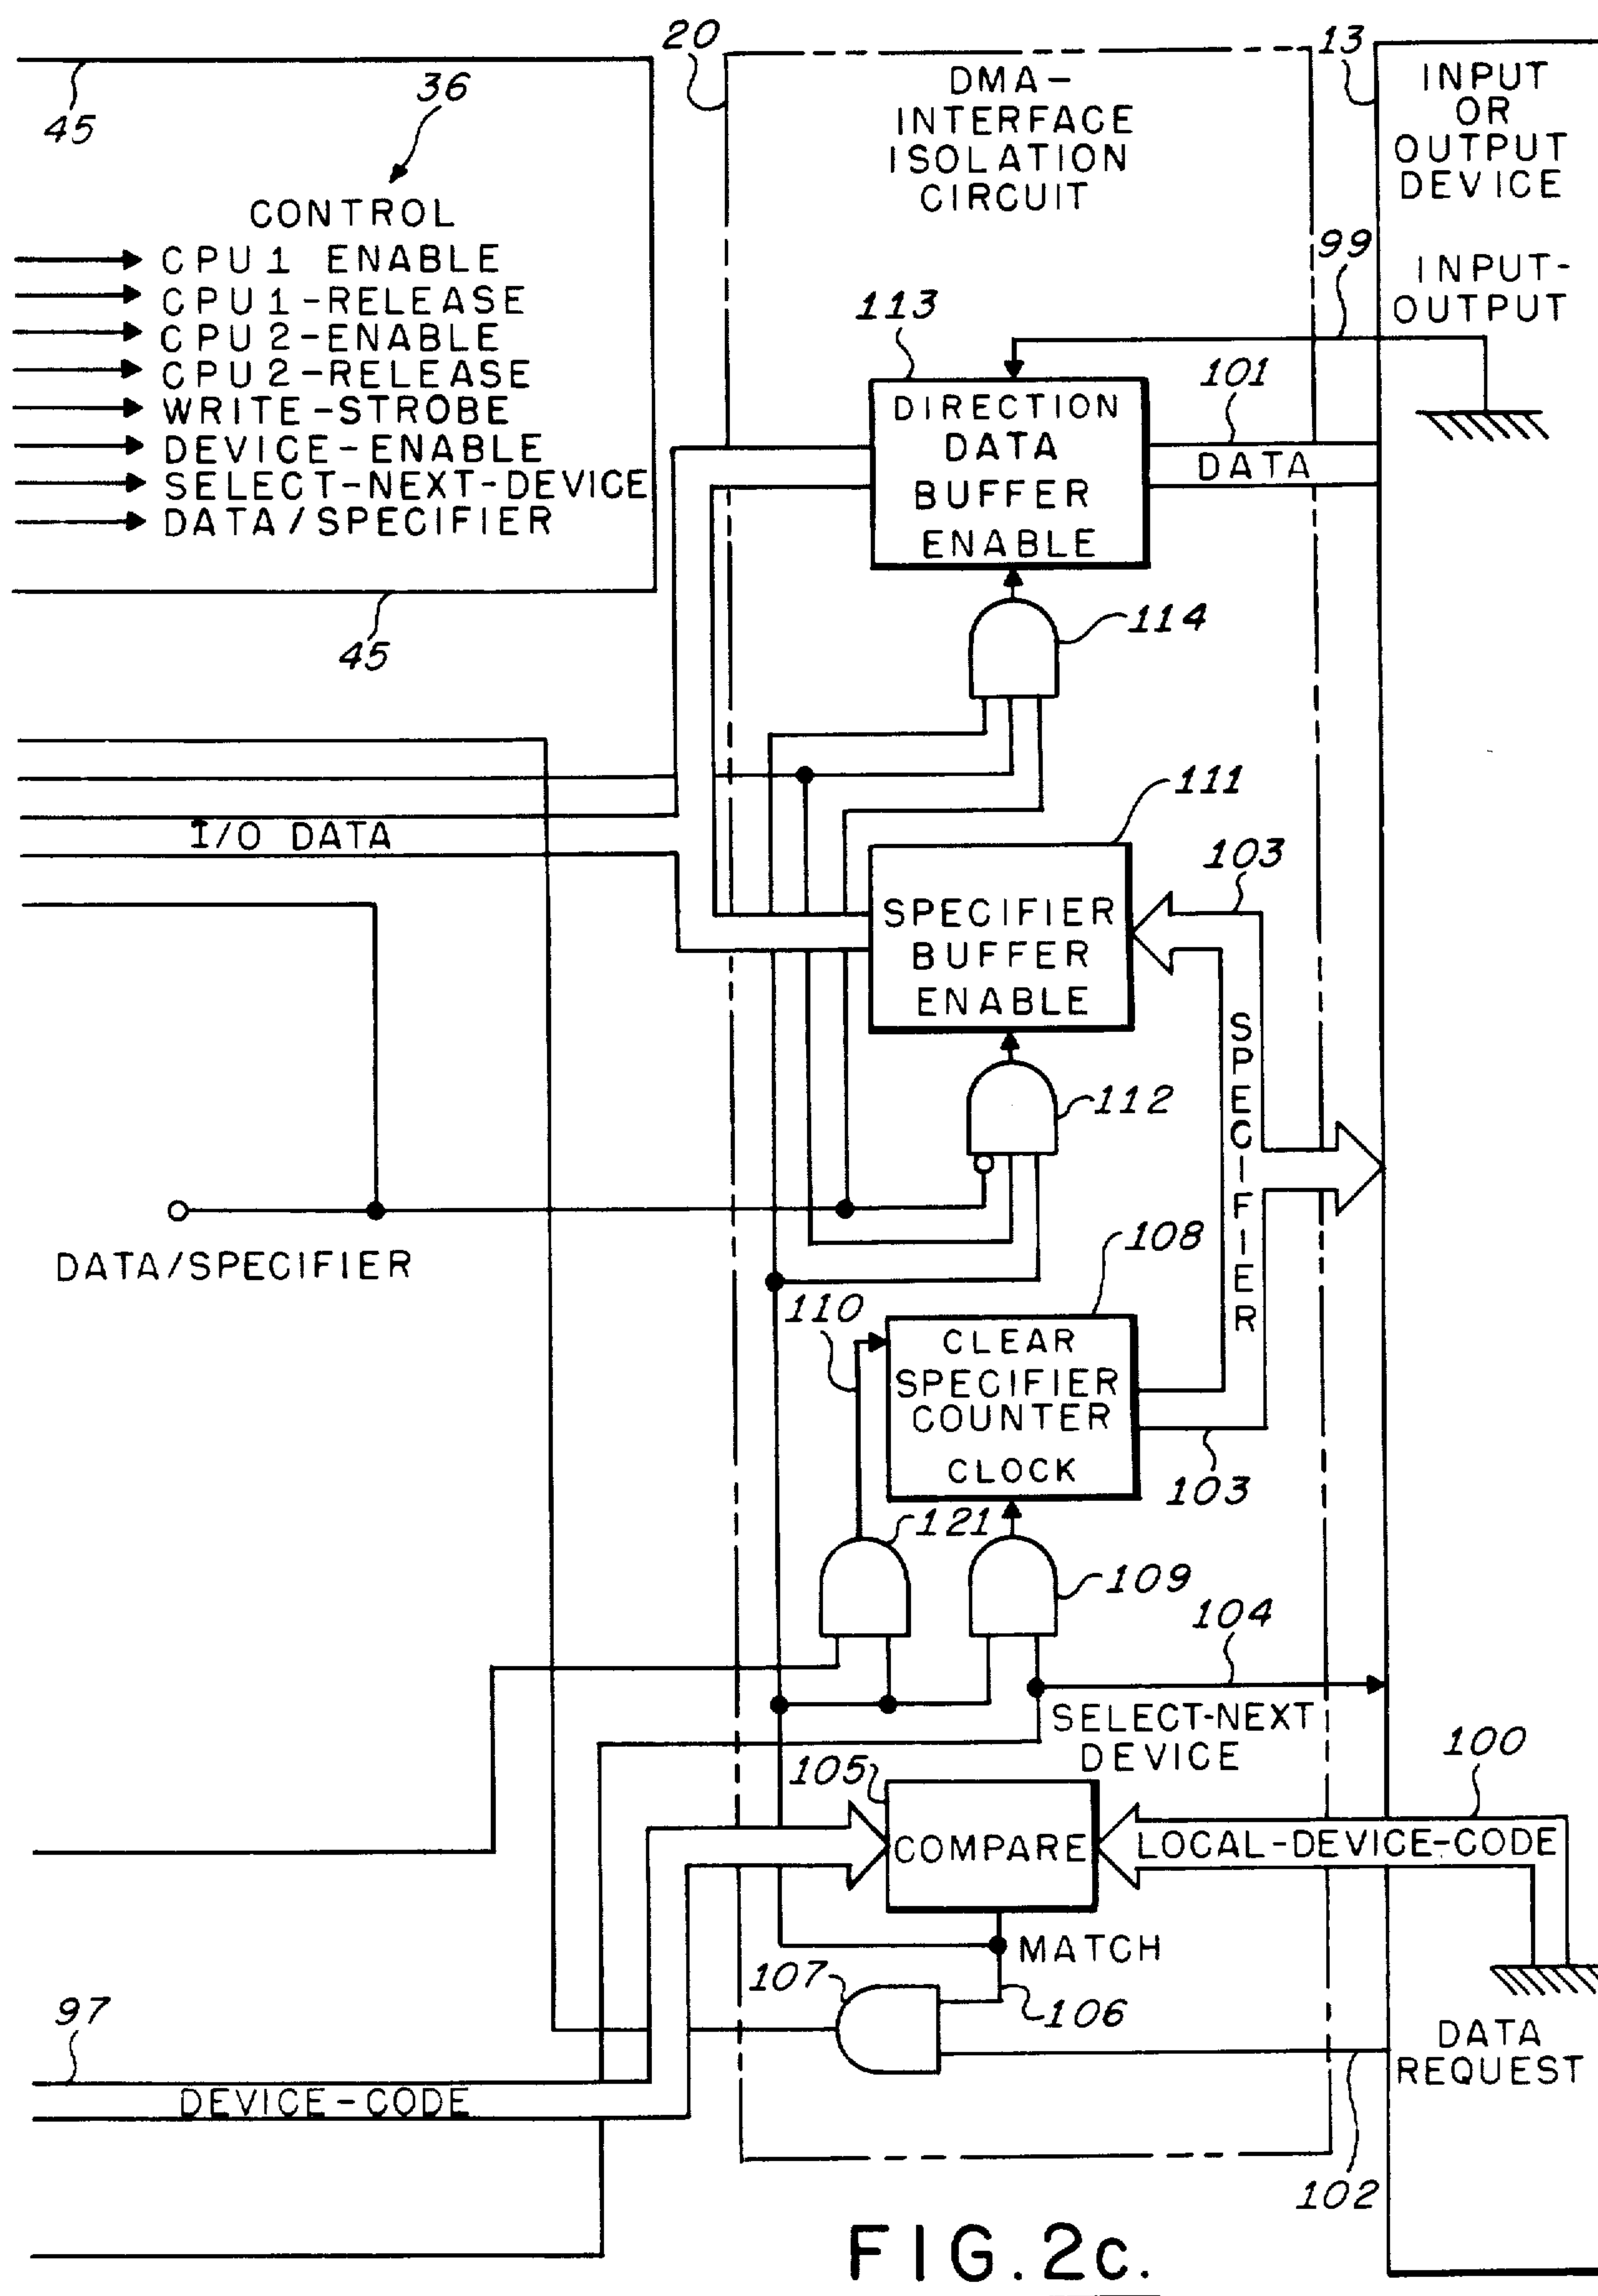 45
36
CONTROL
CPU1 ENABLE
CPU1-RELEASE
CPU2-ENABLE
CPU2-RELEASE
WRITE-STROBE
DEVICE-ENABLE
SELECT-NEXT-DEVICE
DATA/SPECIFIER
45
I/O DATA
DATA/SPECIFIER
97
DEVICE-CODE
20
DMA-
INTERFACE
ISOLATION
CIRCUIT
113
DIRECTION
DATA
BUFFER
ENABLE
101
DATA
99
114
111
SPECIFIER
BUFFER
ENABLE
103
SPECIFIER
112
110
108
CLEAR
SPECIFIER
COUNTER
CLOCK
103
121
109
104
SELECT-NEXT
DEVICE
105
COMPARE
100
LOCAL-DEVICE-CODE
MATCH
107
106
13
INPUT
OR
OUTPUT
DEVICE
INPUT-
OUTPUT
DATA
REQUEST
102
FIG.2c.